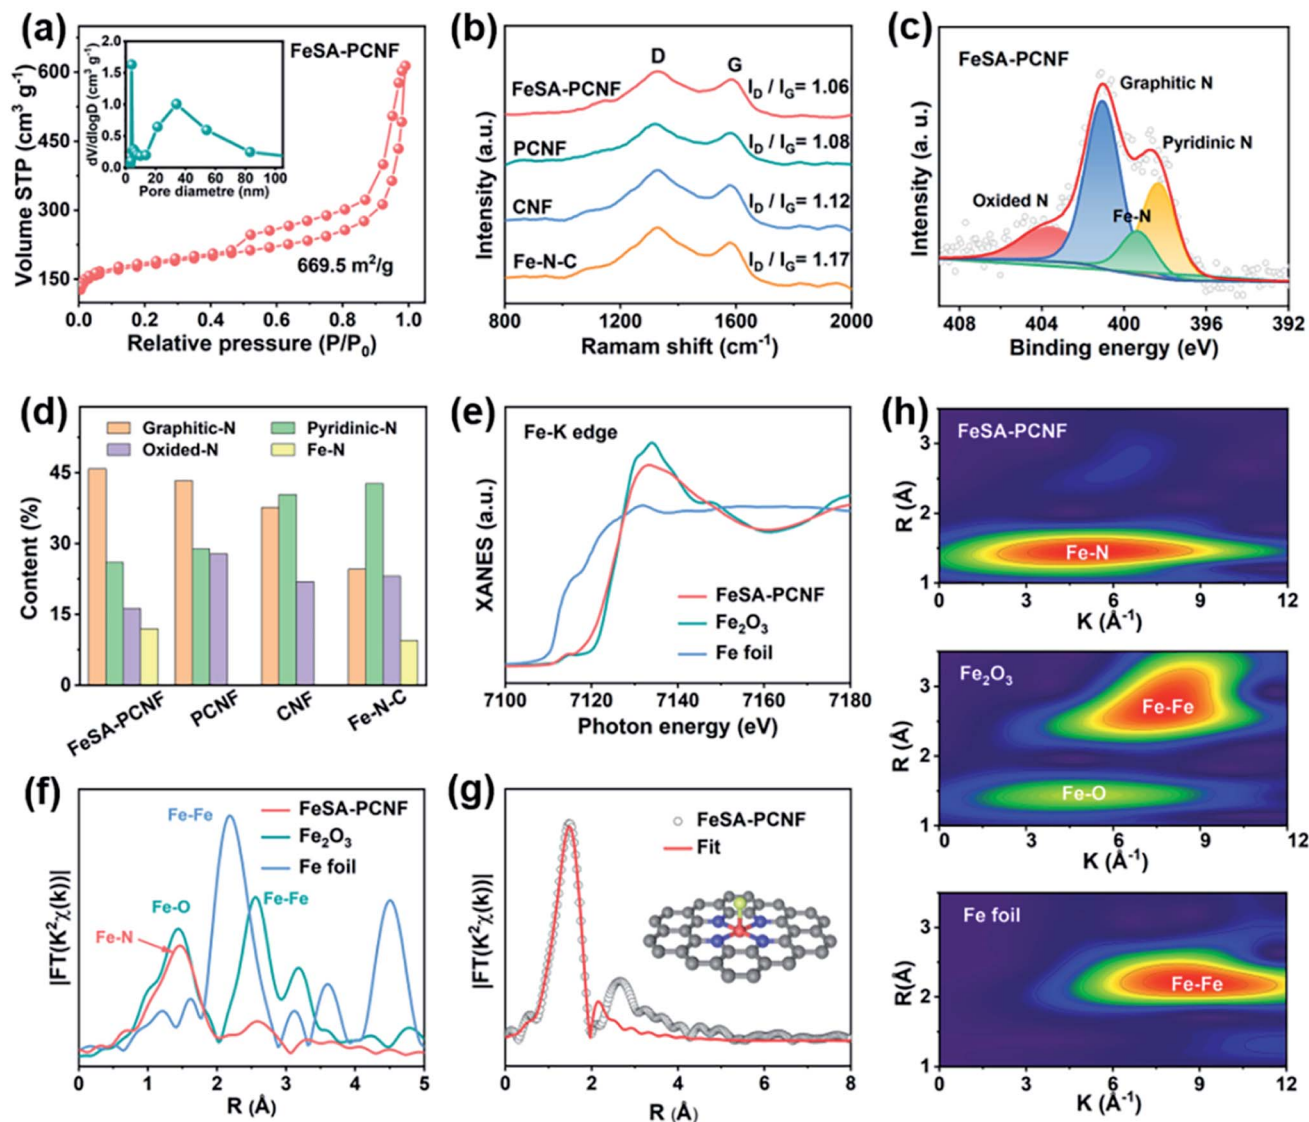 (a)
Volume STP (cm³ g⁻¹)
600
450
300
150
0.0 0.2 0.4 0.6 0.8 1.0
Relative pressure (P/P₀)
FeSA-PCNF
669.5 m²/g
dV/dlogD (cm³ g⁻¹)
2.0
1.5
1.0
0.5
0.0
0 20 40 60 80 100
Pore diametre (nm)
(b)
Intensity (a.u.)
D G
FeSA-PCNF I_D / I_G= 1.06
PCNF I_D / I_G= 1.08
CNF I_D / I_G= 1.12
Fe-N-C I_D / I_G= 1.17
800 1200 1600 2000
Ramam shift (cm⁻¹)
(c)
Intensity (a. u.)
FeSA-PCNF
Graphitic N
Pyridinic N
Oxided N
Fe-N
408 404 400 396 392
Binding energy (eV)
(d)
Content (%)
45
30
15
0
Graphitic-N Pyridinic-N
Oxided-N Fe-N
FeSA-PCNF PCNF CNF Fe-N-C
(e)
XANES (a.u.)
Fe-K edge
FeSA-PCNF
Fe₂O₃
Fe foil
7100 7120 7140 7160 7180
Photon energy (eV)
(f)
|FT(K²χ(k))|
FeSA-PCNF
Fe₂O₃
Fe foil
Fe-Fe
Fe-O
Fe-Fe
Fe-N
0 1 2 3 4 5
R (Å)
(g)
|FT(K²χ(k))|
FeSA-PCNF
Fit
0 2 4 6 8
R (Å)
(h)
FeSA-PCNF
R (Å)
3
2
1
Fe-N
0 3 6 9 12
K (Å⁻¹)
Fe₂O₃
R (Å)
3
2
1
Fe-Fe
Fe-O
0 3 6 9 12
K (Å⁻¹)
Fe foil
R(Å)
3
2
1
Fe-Fe
0 3 6 9 12
K (Å⁻¹)